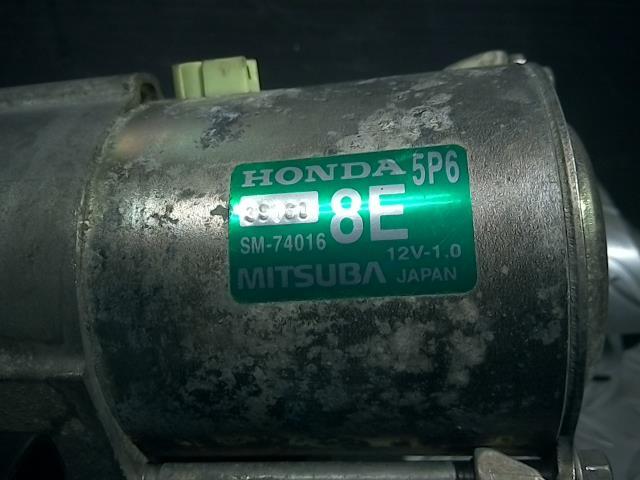 HONDA 5P6
8E
SM-74016 12V-1.0
MITSUBA JAPAN